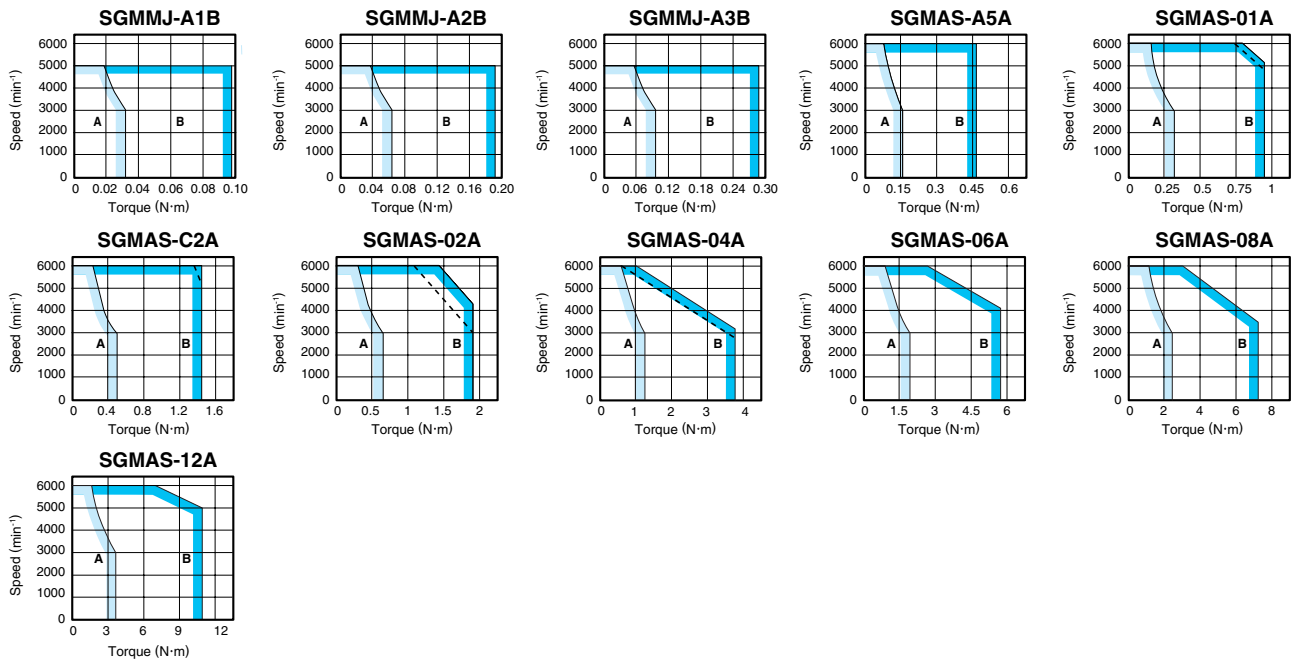 SGMMJ-A1B
Speed (min⁻¹)
6000
5000
4000
3000
2000
1000
0
A
B
0 0.02 0.04 0.06 0.08 0.10
Torque (N·m)
SGMMJ-A2B
Speed (min⁻¹)
6000
5000
4000
3000
2000
1000
0
A
B
0 0.04 0.08 0.12 0.16 0.20
Torque (N·m)
SGMMJ-A3B
Speed (min⁻¹)
6000
5000
4000
3000
2000
1000
0
A
B
0 0.06 0.12 0.18 0.24 0.30
Torque (N·m)
SGMAS-A5A
Speed (min⁻¹)
6000
5000
4000
3000
2000
1000
0
A
B
0 0.15 0.3 0.45 0.6
Torque (N·m)
SGMAS-01A
Speed (min⁻¹)
6000
5000
4000
3000
2000
1000
0
A
B
0 0.25 0.5 0.75 1
Torque (N·m)
SGMAS-C2A
Speed (min⁻¹)
6000
5000
4000
3000
2000
1000
0
A
B
0 0.4 0.8 1.2 1.6
Torque (N·m)
SGMAS-02A
Speed (min⁻¹)
6000
5000
4000
3000
2000
1000
0
A
B
0 0.5 1 1.5 2
Torque (N·m)
SGMAS-04A
Speed (min⁻¹)
6000
5000
4000
3000
2000
1000
0
A
B
0 1 2 3 4
Torque (N·m)
SGMAS-06A
Speed (min⁻¹)
6000
5000
4000
3000
2000
1000
0
A
B
0 1.5 3 4.5 6
Torque (N·m)
SGMAS-08A
Speed (min⁻¹)
6000
5000
4000
3000
2000
1000
0
A
B
0 2 4 6 8
Torque (N·m)
SGMAS-12A
Speed (min⁻¹)
6000
5000
4000
3000
2000
1000
0
A
B
0 3 6 9 12
Torque (N·m)